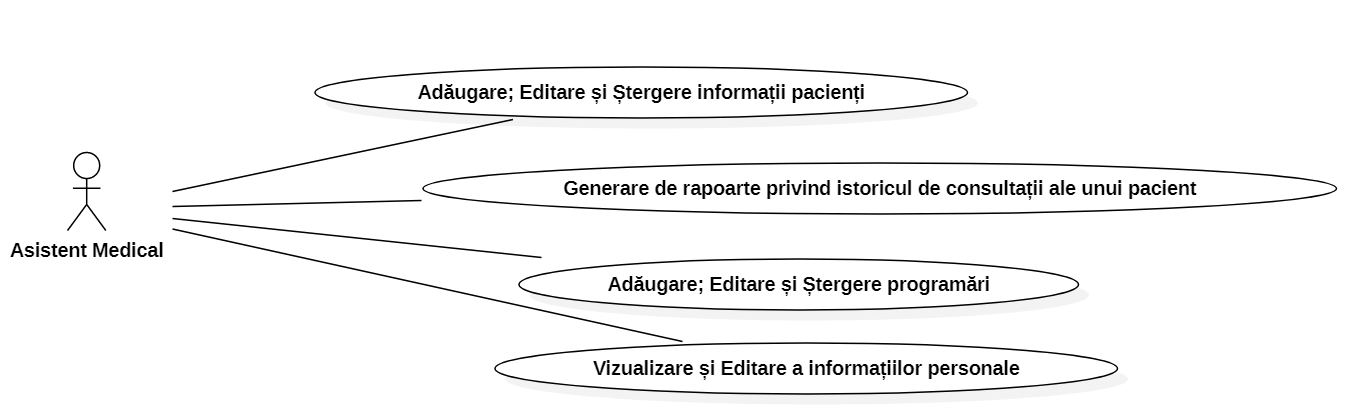 Adăugare; Editare și Ștergere informații pacienți
Generare de rapoarte privind istoricul de consultații ale unui pacient
Asistent Medical
Adăugare; Editare și Ștergere programări
Vizualizare și Editare a informațiilor personale